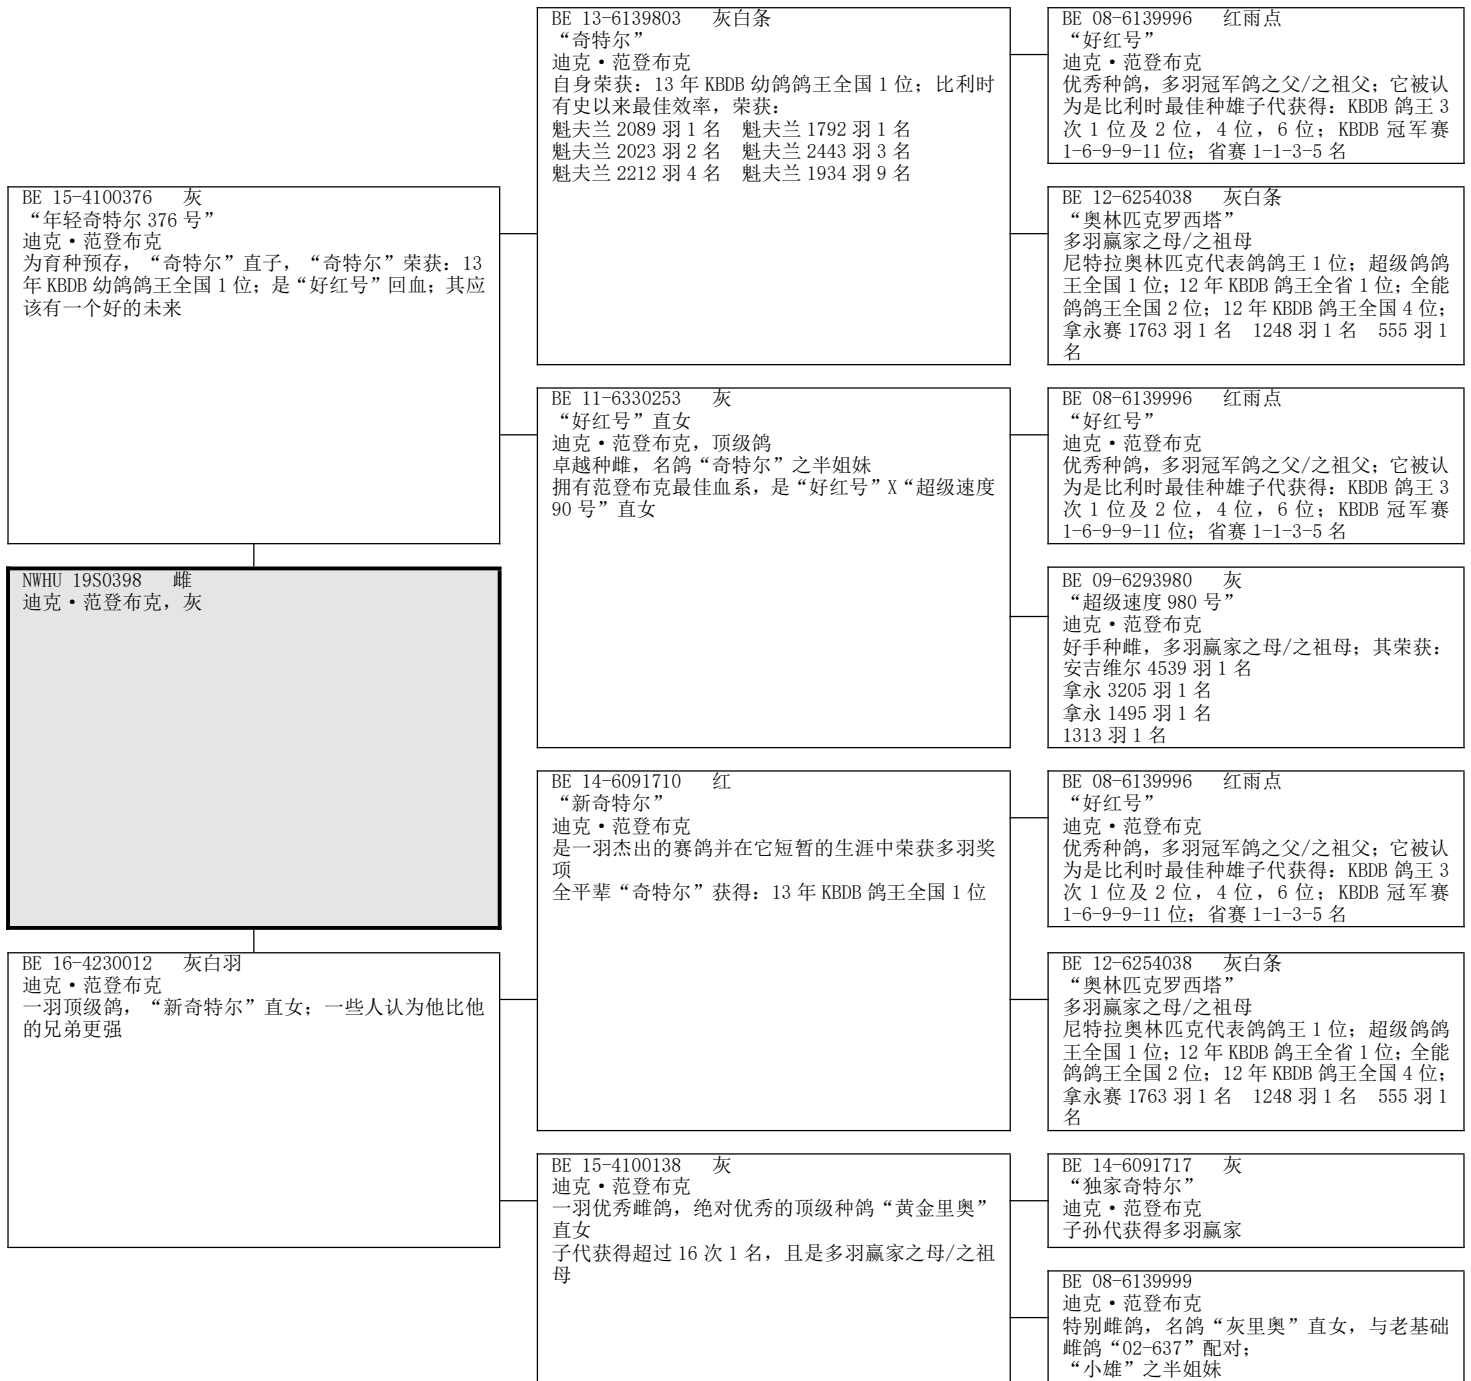 BE 15-4100376 灰
“年轻奇特尔 376 号”
迪克·范登布克
为育种预存，“奇特尔”直子，“奇特尔”荣获：13
年 KBDB 幼鸽鸽王全国 1 位；是“好红号”回血；其应
该有一个好的未来
NWHU 19S0398 雌
迪克·范登布克，灰
BE 16-4230012 灰白羽
迪克·范登布克
一羽顶级鸽，“新奇特尔”直女；一些人认为他比他
的兄弟更强
BE 13-6139803 灰白条
“奇特尔”
迪克·范登布克
自身荣获：13 年 KBDB 幼鸽鸽王全国 1 位；比利时
有史以来最佳效率，荣获：
魁夫兰 2089 羽 1 名 魁夫兰 1792 羽 1 名
魁夫兰 2023 羽 2 名 魁夫兰 2443 羽 3 名
魁夫兰 2212 羽 4 名 魁夫兰 1934 羽 9 名
BE 11-6330253 灰
“好红号”直女
迪克·范登布克，顶级鸽
卓越种雌，名鸽“奇特尔”之半姐妹
拥有范登布克最佳血系，是“好红号”X“超级速度
90 号”直女
BE 14-6091710 红
“新奇特尔”
迪克·范登布克
是一羽杰出的赛鸽并在它短暂的生涯中荣获多羽奖
项
全平辈“奇特尔”获得：13 年 KBDB 鸽王全国 1 位
BE 15-4100138 灰
迪克·范登布克
一羽优秀雌鸽，绝对优秀的顶级种鸽“黄金里奥”
直女
子代获得超过 16 次 1 名，且是多羽赢家之母/之祖
母
BE 08-6139996 红雨点
“好红号”
迪克·范登布克
优秀种鸽，多羽冠军鸽之父/之祖父；它被认
为是比利时最佳种雄子代获得：KBDB 鸽王 3
次 1 位及 2 位，4 位，6 位；KBDB 冠军赛
1-6-9-9-11 位；省赛 1-1-3-5 名
BE 12-6254038 灰白条
“奥林匹克罗西塔”
多羽赢家之母/之祖母
尼特拉奥林匹克代表鸽鸽王 1 位；超级鸽鸽
王全国 1 位；12 年 KBDB 鸽王全省 1 位；全能
鸽鸽王全国 2 位；12 年 KBDB 鸽王全国 4 位；
拿永赛 1763 羽 1 名 1248 羽 1 名 555 羽 1
名
BE 08-6139996 红雨点
“好红号”
迪克·范登布克
优秀种鸽，多羽冠军鸽之父/之祖父；它被认
为是比利时最佳种雄子代获得：KBDB 鸽王 3
次 1 位及 2 位，4 位，6 位；KBDB 冠军赛
1-6-9-9-11 位；省赛 1-1-3-5 名
BE 09-6293980 灰
“超级速度 980 号”
迪克·范登布克
好手种雌，多羽赢家之母/之祖母；其荣获：
安吉维尔 4539 羽 1 名
拿永 3205 羽 1 名
拿永 1495 羽 1 名
1313 羽 1 名
BE 08-6139996 红雨点
“好红号”
迪克·范登布克
优秀种鸽，多羽冠军鸽之父/之祖父；它被认
为是比利时最佳种雄子代获得：KBDB 鸽王 3
次 1 位及 2 位，4 位，6 位；KBDB 冠军赛
1-6-9-9-11 位；省赛 1-1-3-5 名
BE 12-6254038 灰白条
“奥林匹克罗西塔”
多羽赢家之母/之祖母
尼特拉奥林匹克代表鸽鸽王 1 位；超级鸽鸽
王全国 1 位；12 年 KBDB 鸽王全省 1 位；全能
鸽鸽王全国 2 位；12 年 KBDB 鸽王全国 4 位；
拿永赛 1763 羽 1 名 1248 羽 1 名 555 羽 1
名
BE 14-6091717 灰
“独家奇特尔”
迪克·范登布克
子孙代获得多羽赢家
BE 08-6139999
迪克·范登布克
特别雌鸽，名鸽“灰里奥”直女，与老基础
雌鸽“02-637”配对；
“小雄”之半姐妹